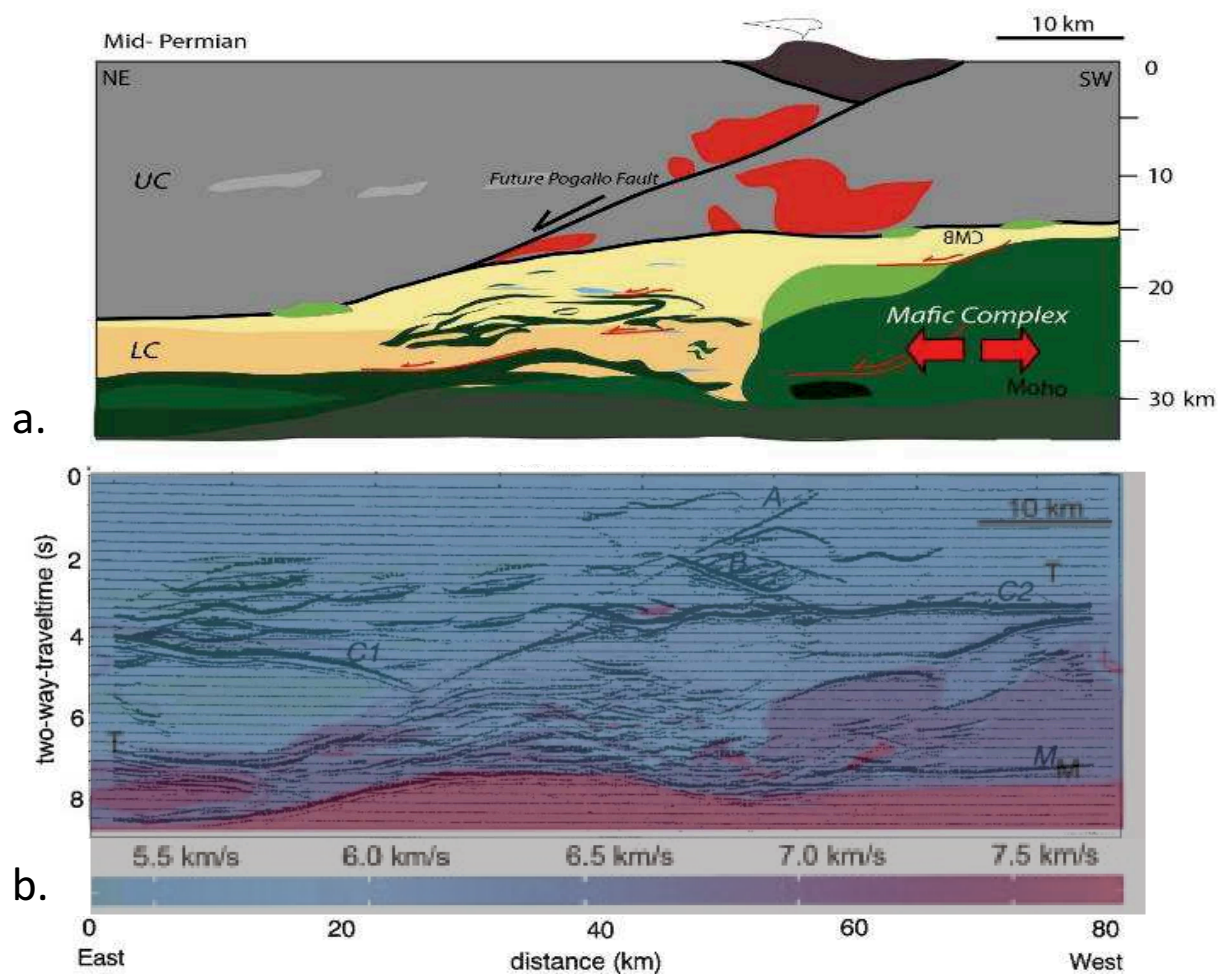 Mid- Permian
10 km
NE
SW
0
UC
Future Pogallo Fault
10
CMB
20
Mafic Complex
LC
Moho
30 km
a.
0
A
10 km
2
B
T
C2
two-way-traveltime (s)
4
C1
L
6
T
M
M
8
5.5 km/s 6.0 km/s 6.5 km/s 7.0 km/s 7.5 km/s
b.
0 20 40 60 80
East distance (km) West